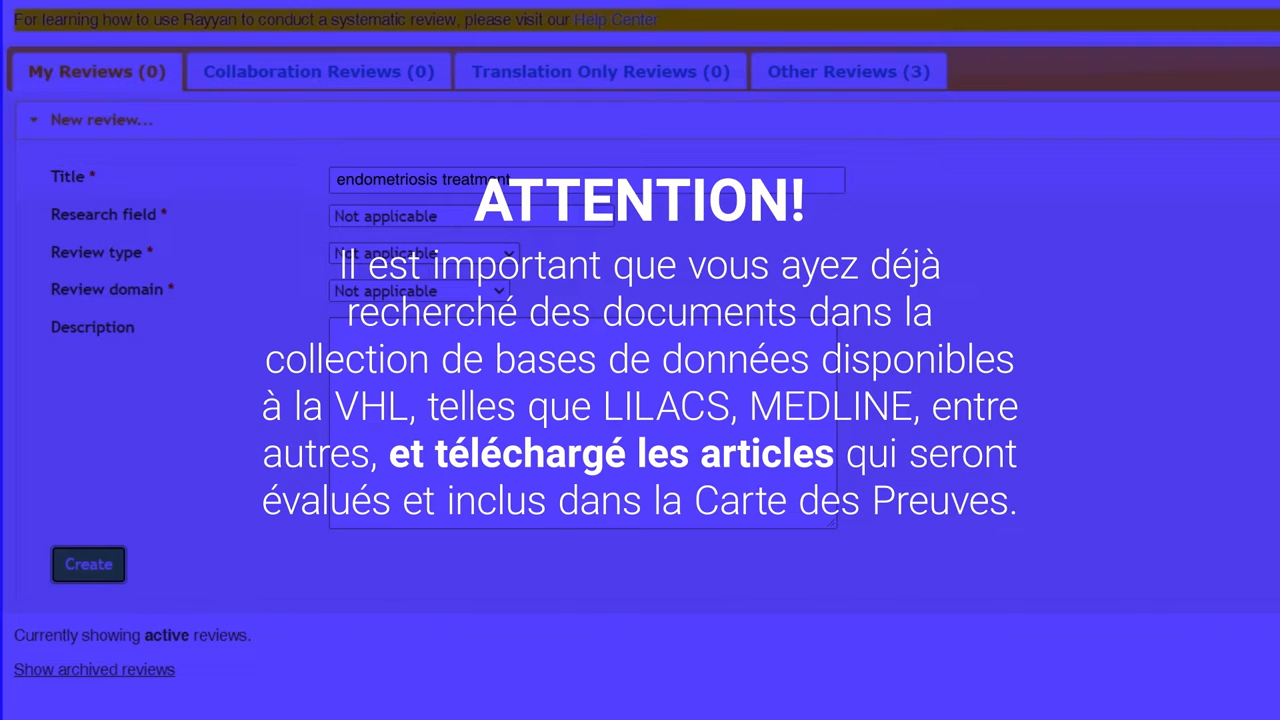 For learning how to use Rayyan to conduct a systematic review, please visit our Help Center
My Reviews (0) Collaboration Reviews (0) Translation Only Reviews (0) Other Reviews (3)
New review...
Title * endometriosis treatment
Research field * Not applicable
Review type * Not applicable
Review domain * Not applicable
Description
ATTENTION!
Il est important que vous ayez déjà
recherché des documents dans la
collection de bases de données disponibles
à la VHL, telles que LILACS, MEDLINE, entre
autres, et téléchargé les articles qui seront
évalués et inclus dans la Carte des Preuves.
Create
Currently showing active reviews.
Show archived reviews